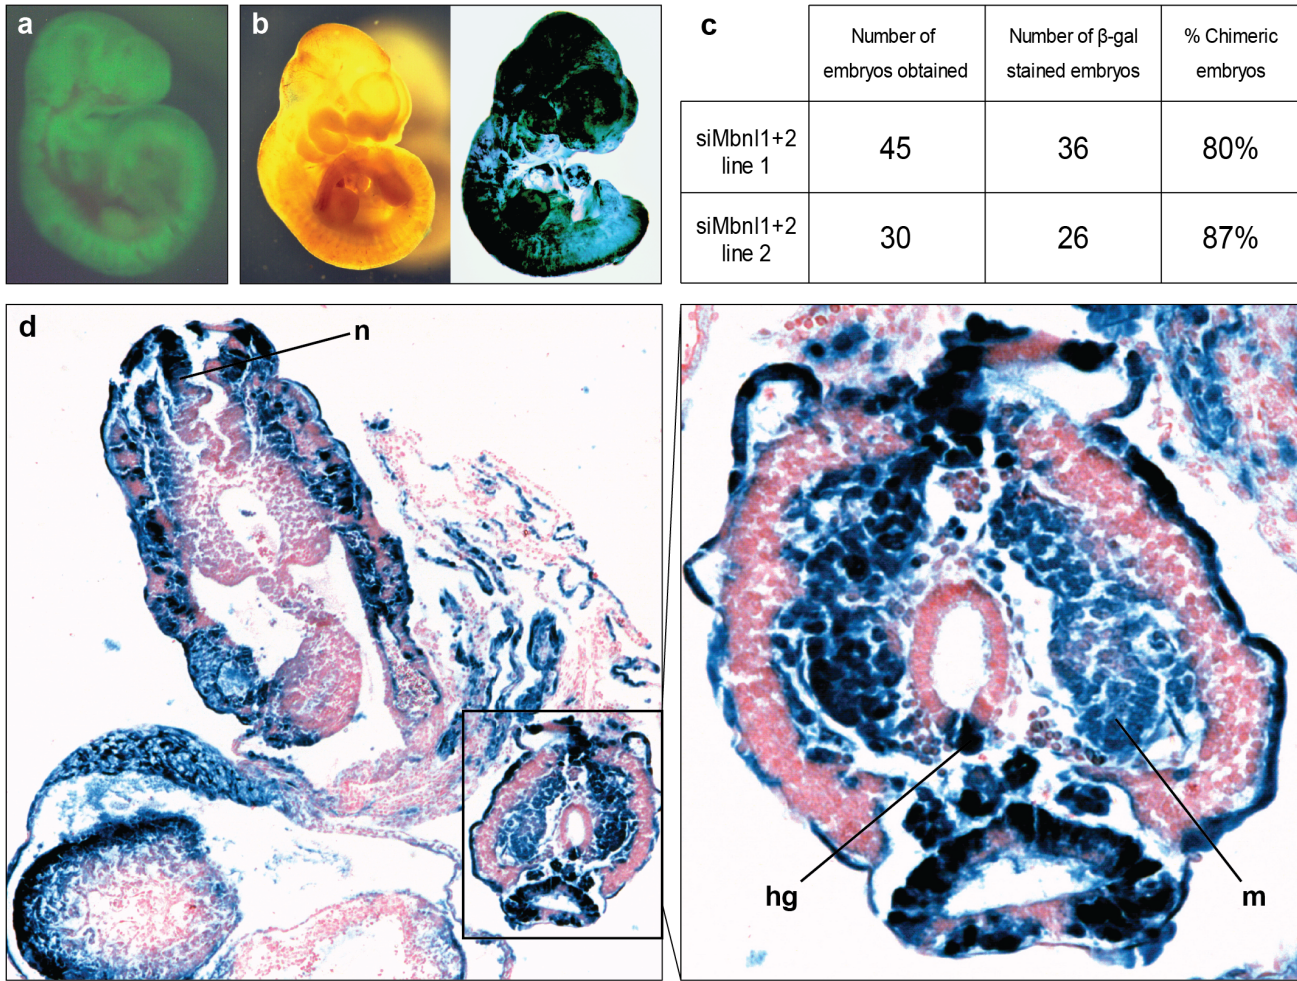 a
b
c
Number of
embryos obtained
Number of β-gal
stained embryos
% Chimeric
embryos
siMbnl1+2
line 1
45
36
80%
siMbnl1+2
line 2
30
26
87%
d
n
hg
m